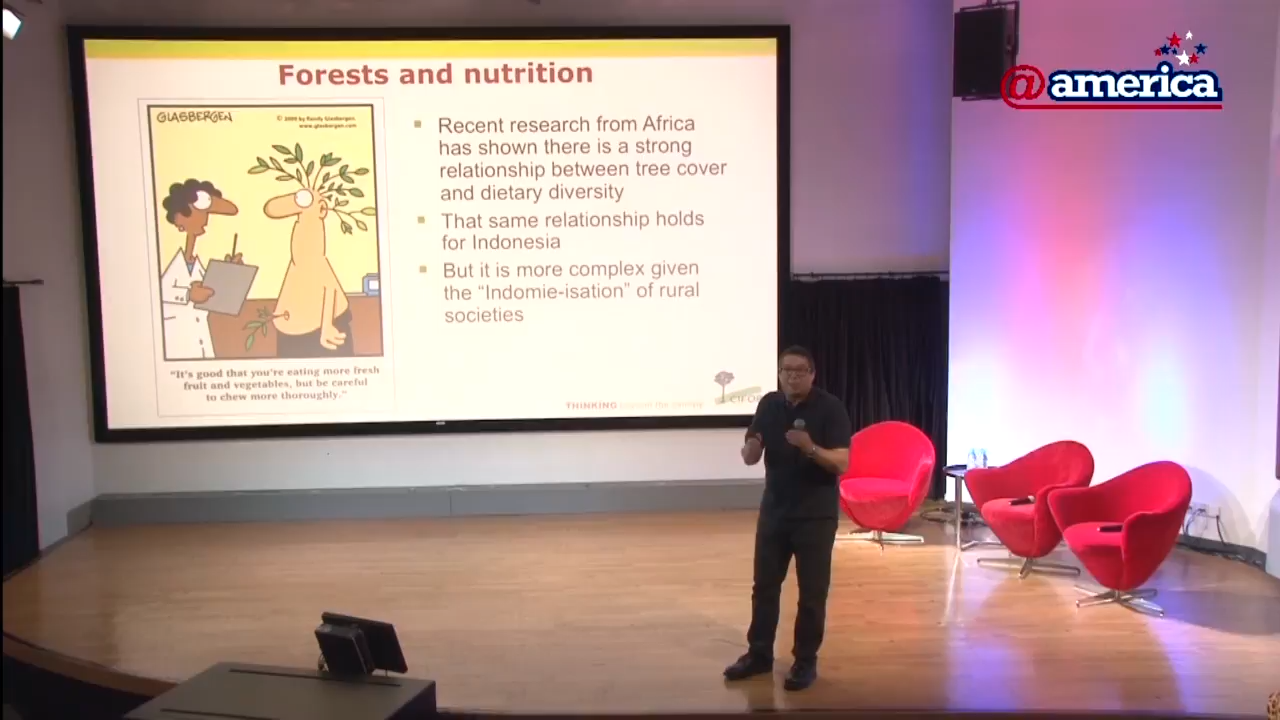 Forests and nutrition
GLASBERGEN
© 2009 by Randy Glasbergen.
www.glasbergen.com
"It's good that you're eating more fresh
fruit and vegetables, but be careful
to chew more thoroughly."
Recent research from Africa
has shown there is a strong
relationship between tree cover
and dietary diversity
That same relationship holds
for Indonesia
But it is more complex given
the "Indomie-isation" of rural
societies
THINKING
CIFOR
@america